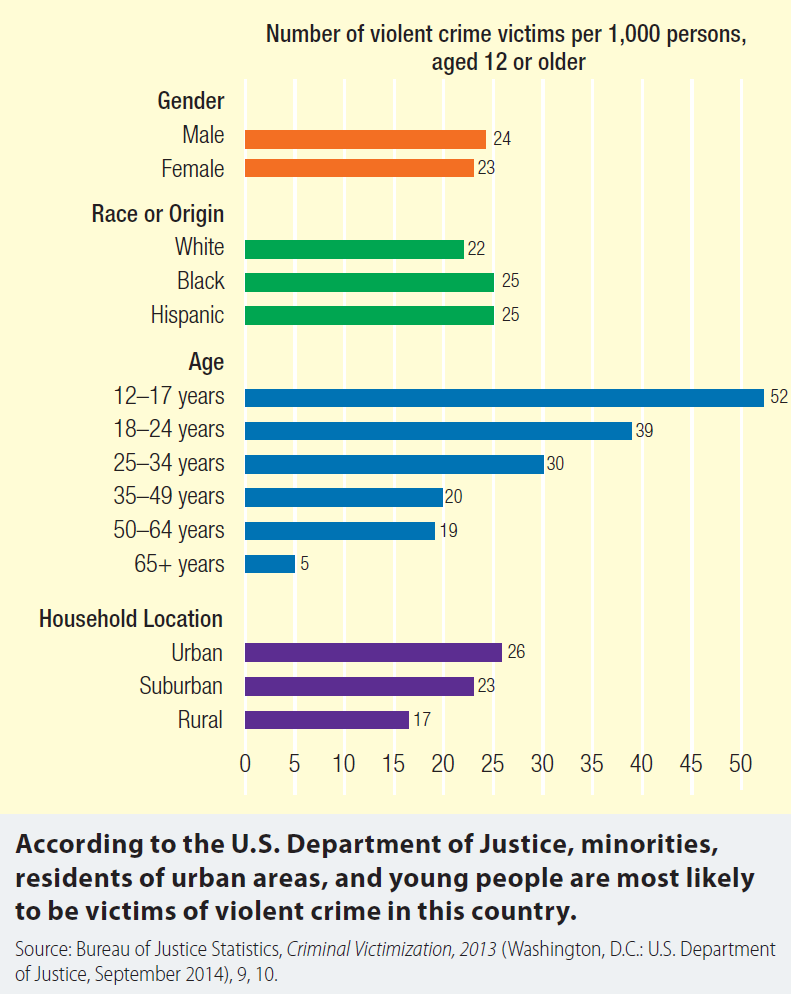 Number of violent crime victims per 1,000 persons,
aged 12 or older
Gender
Male 24
Female 23
Race or Origin
White 22
Black 25
Hispanic 25
Age
12–17 years 52
18–24 years 39
25–34 years 30
35–49 years 20
50–64 years 19
65+ years 5
Household Location
Urban 26
Suburban 23
Rural 17
0 5 10 15 20 25 30 35 40 45 50
According to the U.S. Department of Justice, minorities,
residents of urban areas, and young people are most likely
to be victims of violent crime in this country.
Source: Bureau of Justice Statistics, Criminal Victimization, 2013 (Washington, D.C.: U.S. Department
of Justice, September 2014), 9, 10.